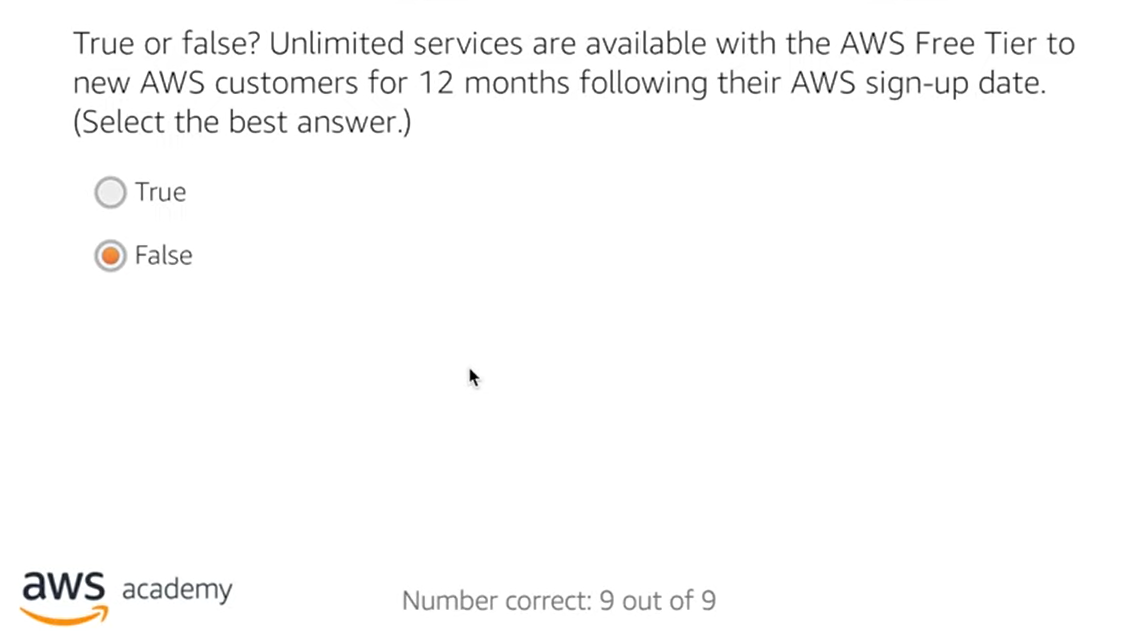 True or false? Unlimited services are available with the AWS Free Tier to
new AWS customers for 12 months following their AWS sign-up date.
(Select the best answer.)
True
False
aws academy
Number correct: 9 out of 9